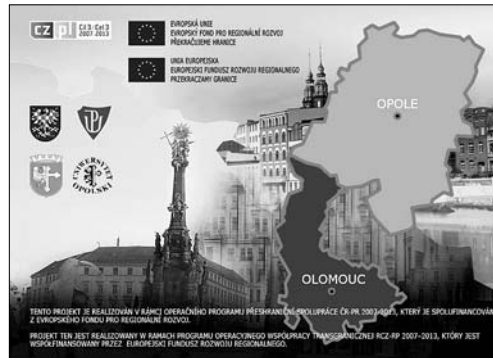 cz pl Cíl 3 / Cel 3
2007-2013
EVROPSKÁ UNIE
EVROPSKÝ FOND PRO REGIONÁLNÍ ROZVOJ
PŘEKRAČUJEME HRANICE
UNIA EUROPEJSKA
EUROPEJSKI FUNDUSZ ROZWOJU REGIONALNEGO
PRZEKRACZAMY GRANICE
OPOLE
UNIWERSYTET
OPOLSKI
OLOMOUC
TENTO PROJEKT JE REALIZOVÁN V RÁMCI OPERAČNÍHO PROGRAMU PŘESHRANIČNÍ SPOLUPRÁCE ČR-PR 2007-2013, KTERÝ JE SPOLUFINANCOVÁN
Z EVROPSKÉHO FONDU PRO REGIONÁLNÍ ROZVOJ.
PROJEKT TEN JEST REALIZOWANY W RAMACH PROGRAMU OPERACYJNEGO WSPÓŁPRACY TRANSGRANICZNEJ RCZ-RP 2007–2013, KTÓRY JEST
WSPÓŁFINANSOWANY PRZEZ EUROPEJSKI FUNDUSZ ROZWOJU REGIONALNEGO.